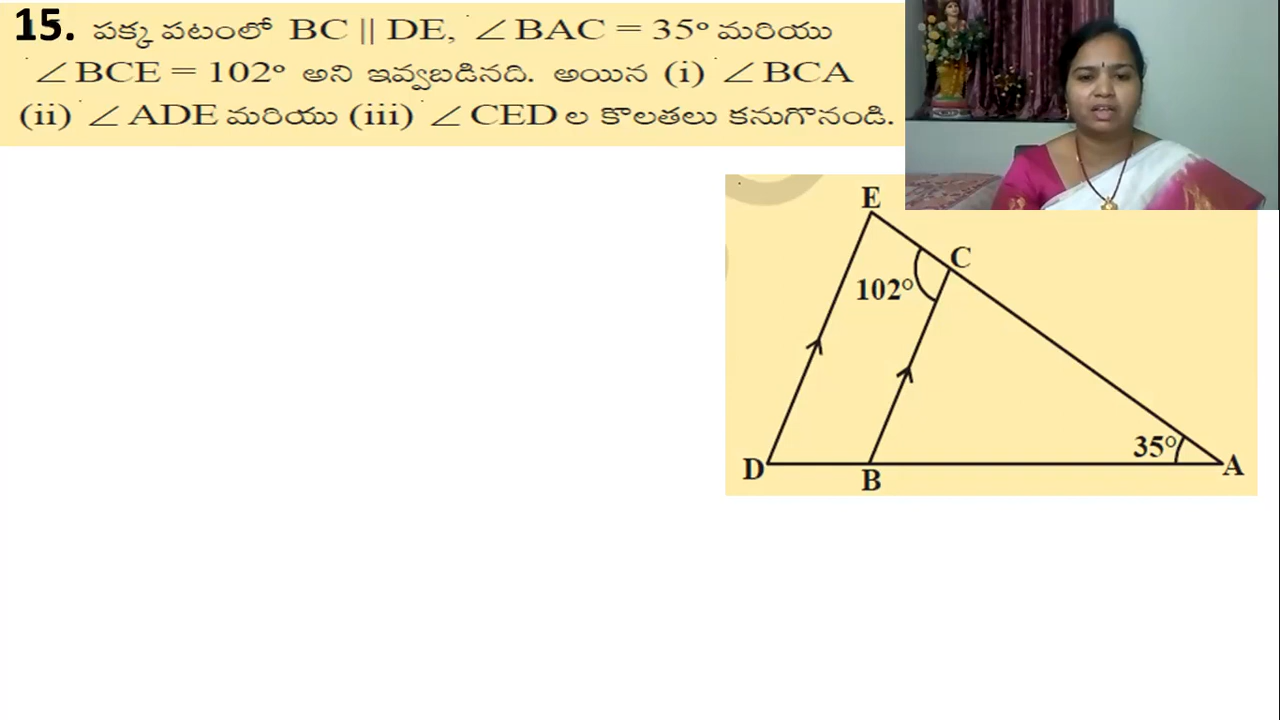 15. పక్క పటంలో BC || DE, ∠BAC = 35° మరియు
∠BCE = 102° అని ఇవ్వబడినది. అయిన (i) ∠BCA
(ii) ∠ADE మరియు (iii) ∠CED ల కొలతలు కనుగొనండి.
E
C
102°
35°
D
B
A